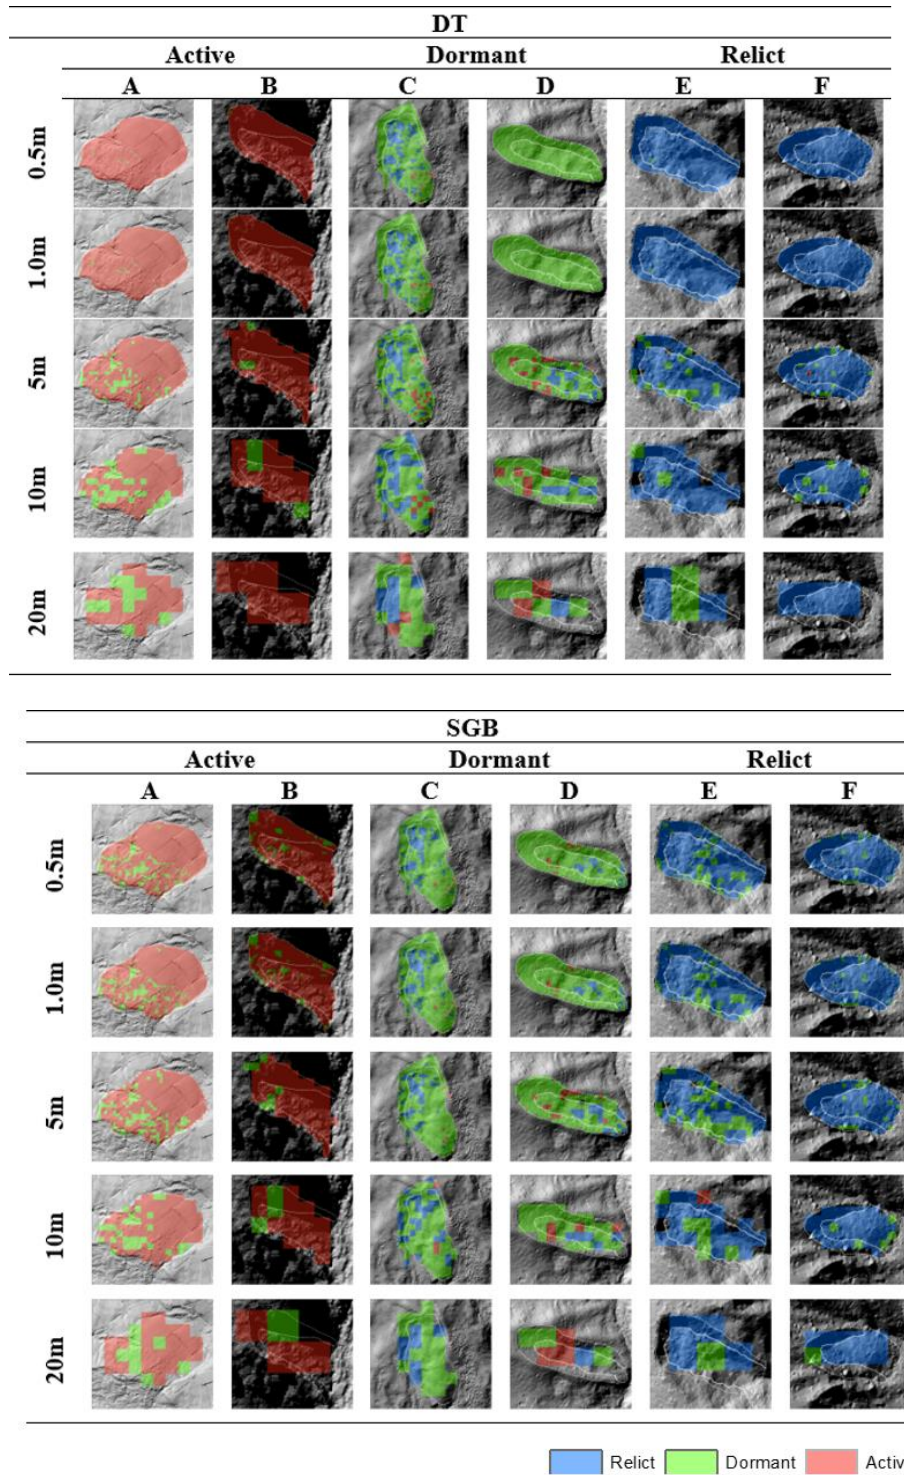 DT
Active Dormant Relict
A B C D E F
0.5m
1.0m
5m
10m
20m
SGB
Active Dormant Relict
A B C D E F
0.5m
1.0m
5m
10m
20m
Relict Dormant Activ